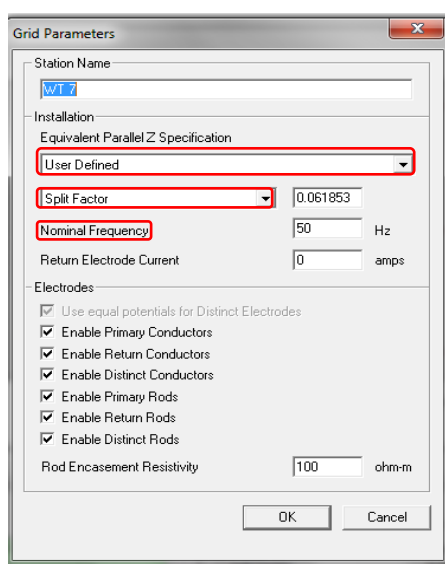 Grid Parameters
Station Name
WT 7
Installation
Equivalent Parallel Z Specification
User Defined
Split Factor 0.061853
Nominal Frequency 50 Hz
Return Electrode Current 0 amps
Electrodes
Use equal potentials for Distinct Electrodes
Enable Primary Conductors
Enable Return Conductors
Enable Distinct Conductors
Enable Primary Rods
Enable Return Rods
Enable Distinct Rods
Rod Encasement Resistivity 100 ohm-m
OK Cancel